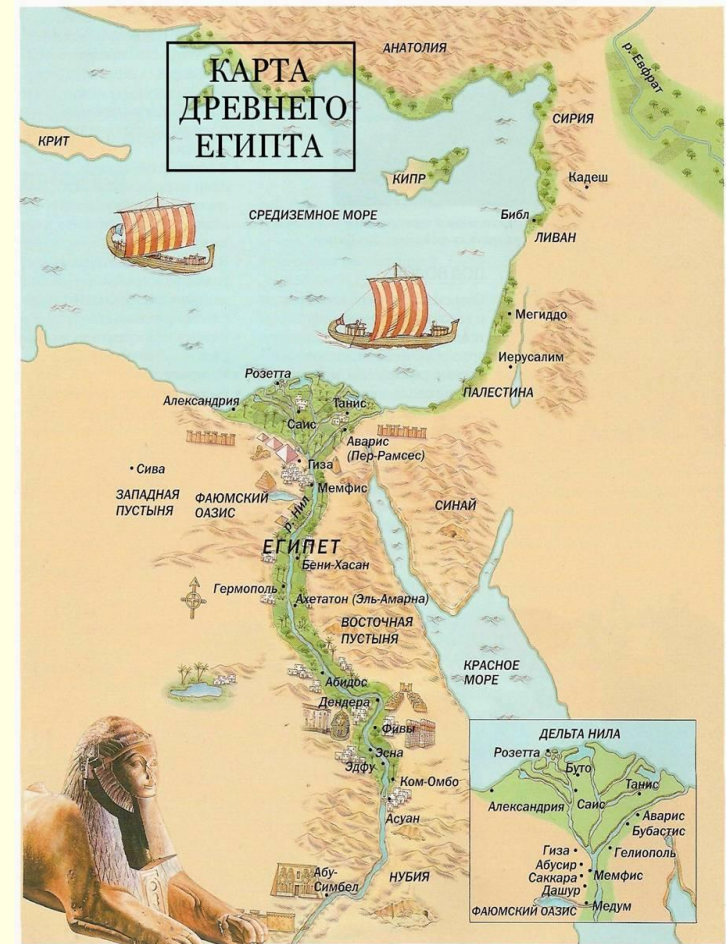 КАРТА
ДРЕВНЕГО
ЕГИПТА
АНАТОЛИЯ
р. Евфрат
КРИТ
КИПР
СИРИЯ
Кадеш
СРЕДИЗЕМНОЕ МОРЕ
Библ
ЛИВАН
Мегиддо
Иерусалим
ПАЛЕСТИНА
Розетта
Александрия
Танис
Саис
Аварис
(Пер-Рамсес)
Гиза
Сива
Мемфис
ЗАПАДНАЯ
ПУСТЫНЯ
ФАЮМСКИЙ
ОАЗИС
р. Нил
СИНАЙ
ЕГИПЕТ
Бени-Хасан
Гермополь
Ахетатон (Эль-Амарна)
ВОСТОЧНАЯ
ПУСТЫНЯ
КРАСНОЕ
МОРЕ
Абидос
Дендера
Фивы
Эсна
Эдфу
Ком-Омбо
Асуан
Абу-
Симбел
НУБИЯ
ДЕЛЬТА НИЛА
Розетта
Буто
Танис
Александрия
Саис
Аварис
Бубастис
Гиза
Гелиополь
Абусир
Саккара
Мемфис
Дашур
ФАЮМСКИЙ ОАЗИС
Медум